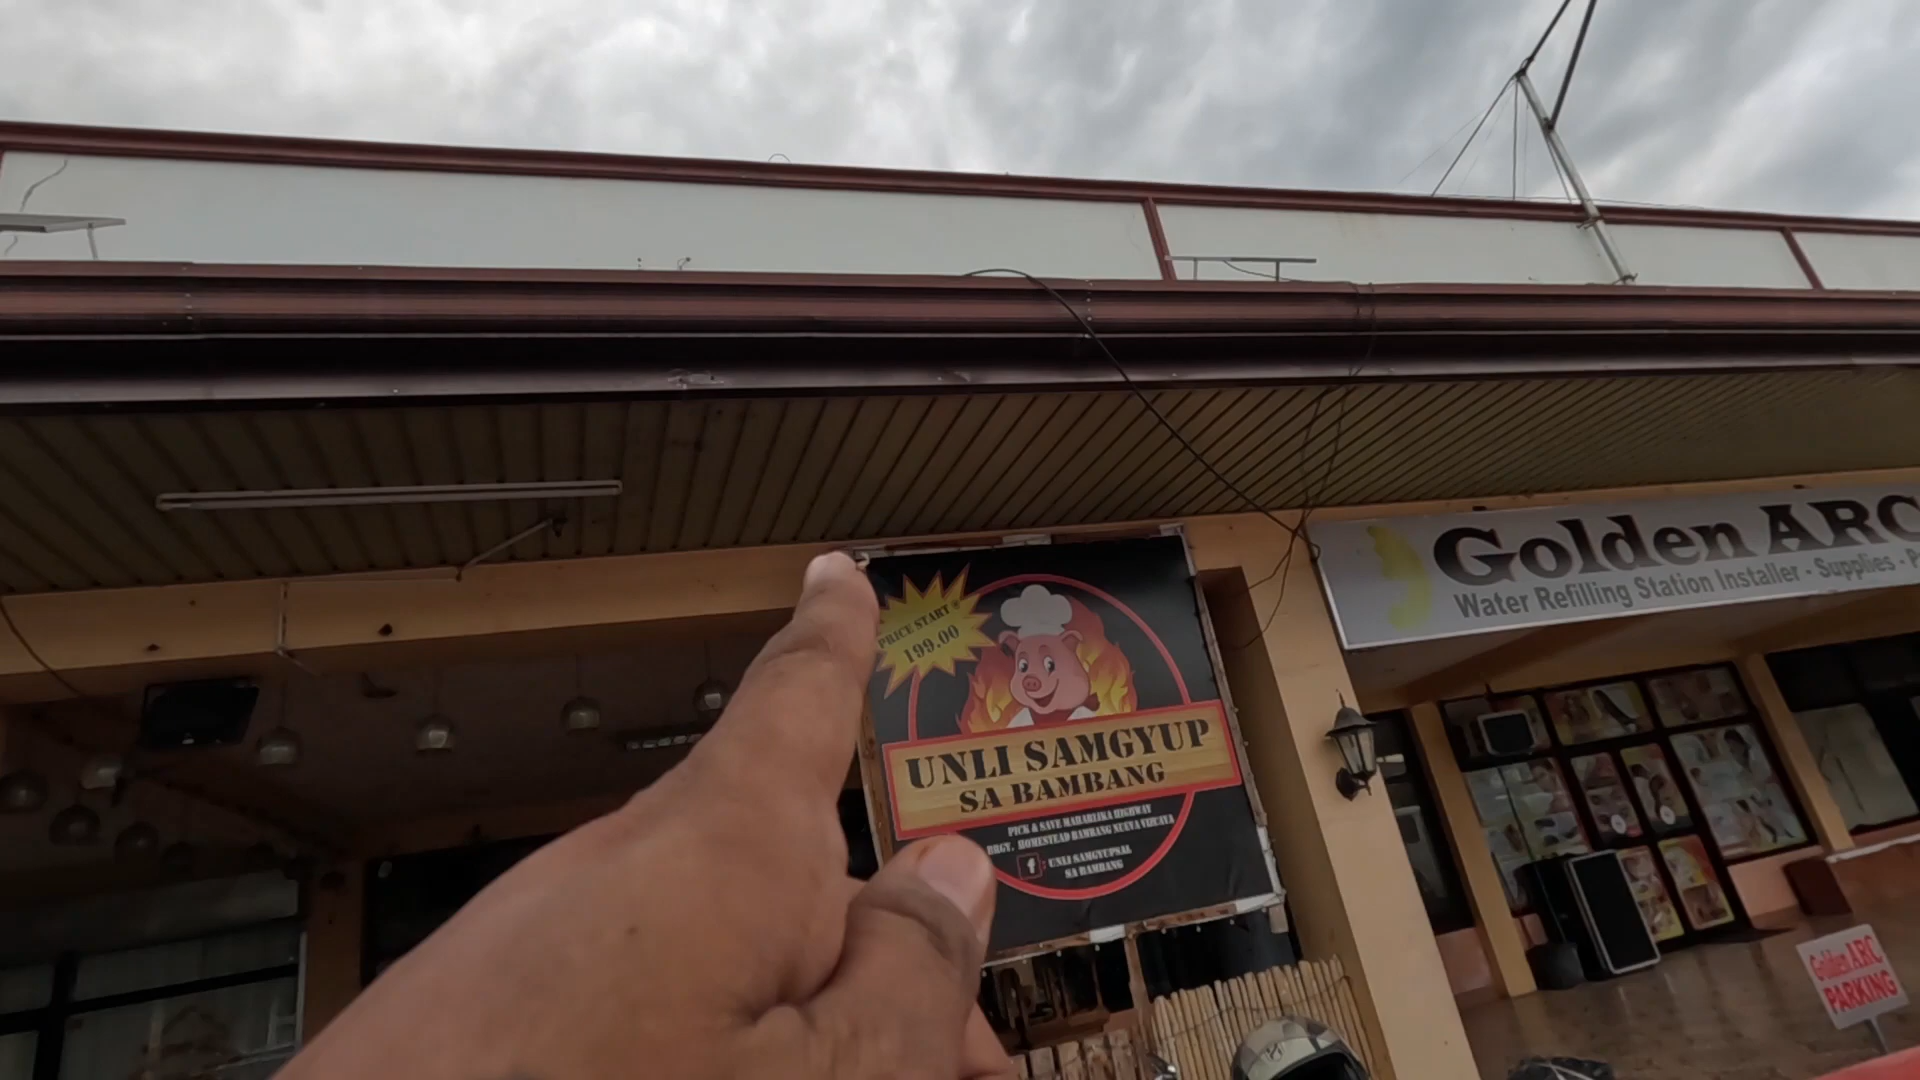 PRICE START @
199.00
UNLI SAMGYUP
SA BAMBANG
PICK & SAVE MAHARLIKA HIGHWAY
BRGY. HOMESTEAD BAMBANG NUEVA VIZCAYA
f : UNLI SAMGYUPSAL
SA BAMBANG
Golden ARC
Water Refilling Station Installer - Supplies - P
Golden ARC
PARKING